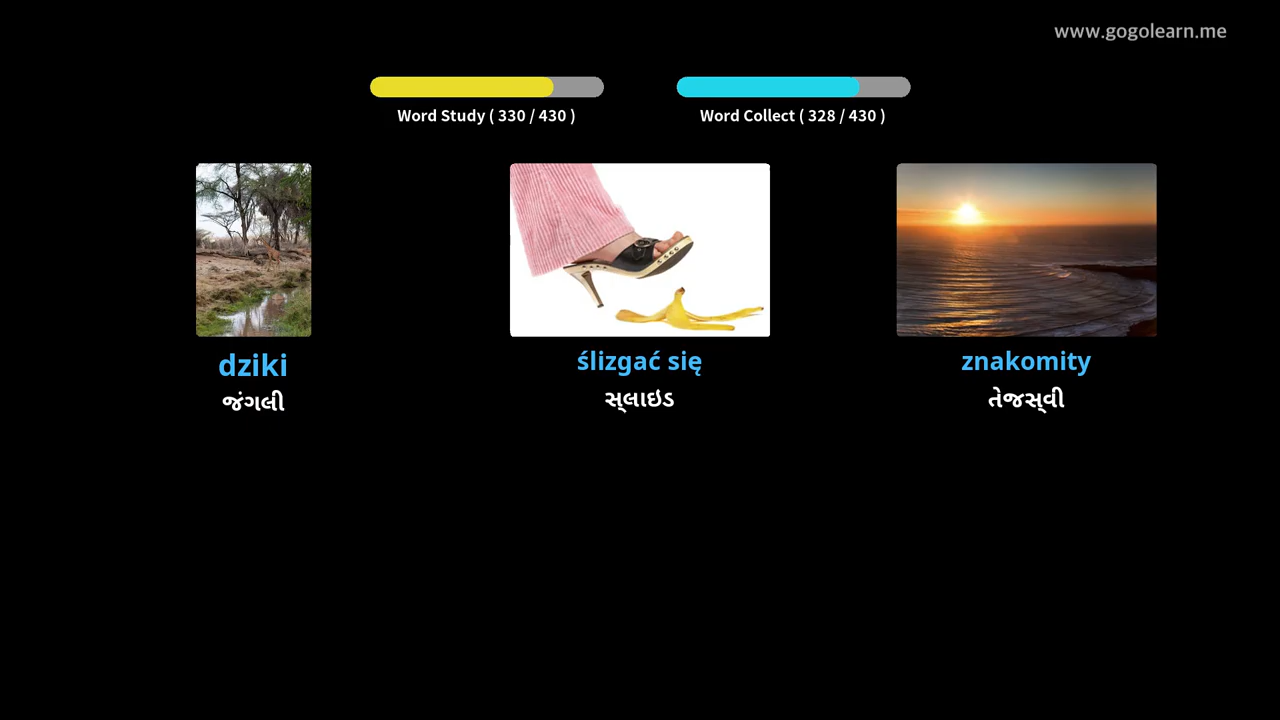 www.gogolearn.me
Word Study ( 330 / 430 )
Word Collect ( 328 / 430 )
dziki
ślizgać się
znakomity
જંગલી
સ્‌લાઇડ
તેજસ્‌વી